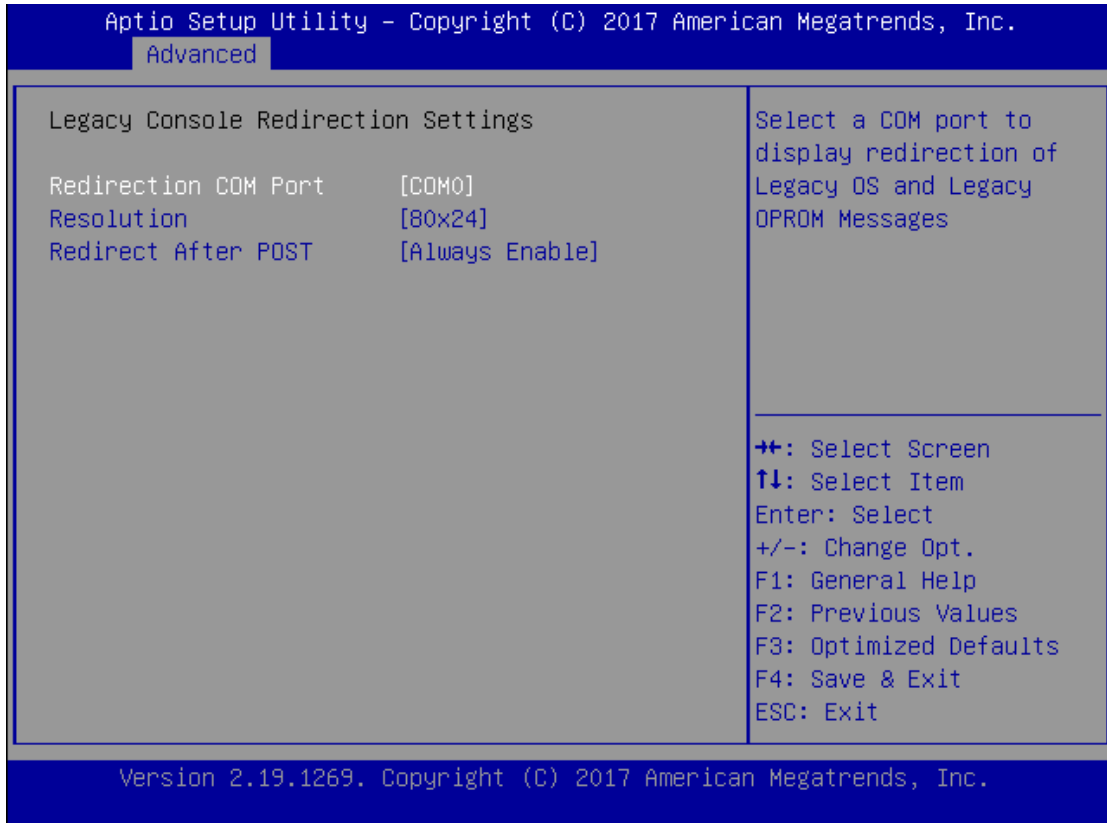 Aptio Setup Utility – Copyright (C) 2017 American Megatrends, Inc.
Advanced
Legacy Console Redirection Settings
Redirection COM Port [COM0]
Resolution [80x24]
Redirect After POST [Always Enable]
Select a COM port to
display redirection of
Legacy OS and Legacy
OPROM Messages
→←: Select Screen
↑↓: Select Item
Enter: Select
+/-: Change Opt.
F1: General Help
F2: Previous Values
F3: Optimized Defaults
F4: Save & Exit
ESC: Exit
Version 2.19.1269. Copyright (C) 2017 American Megatrends, Inc.